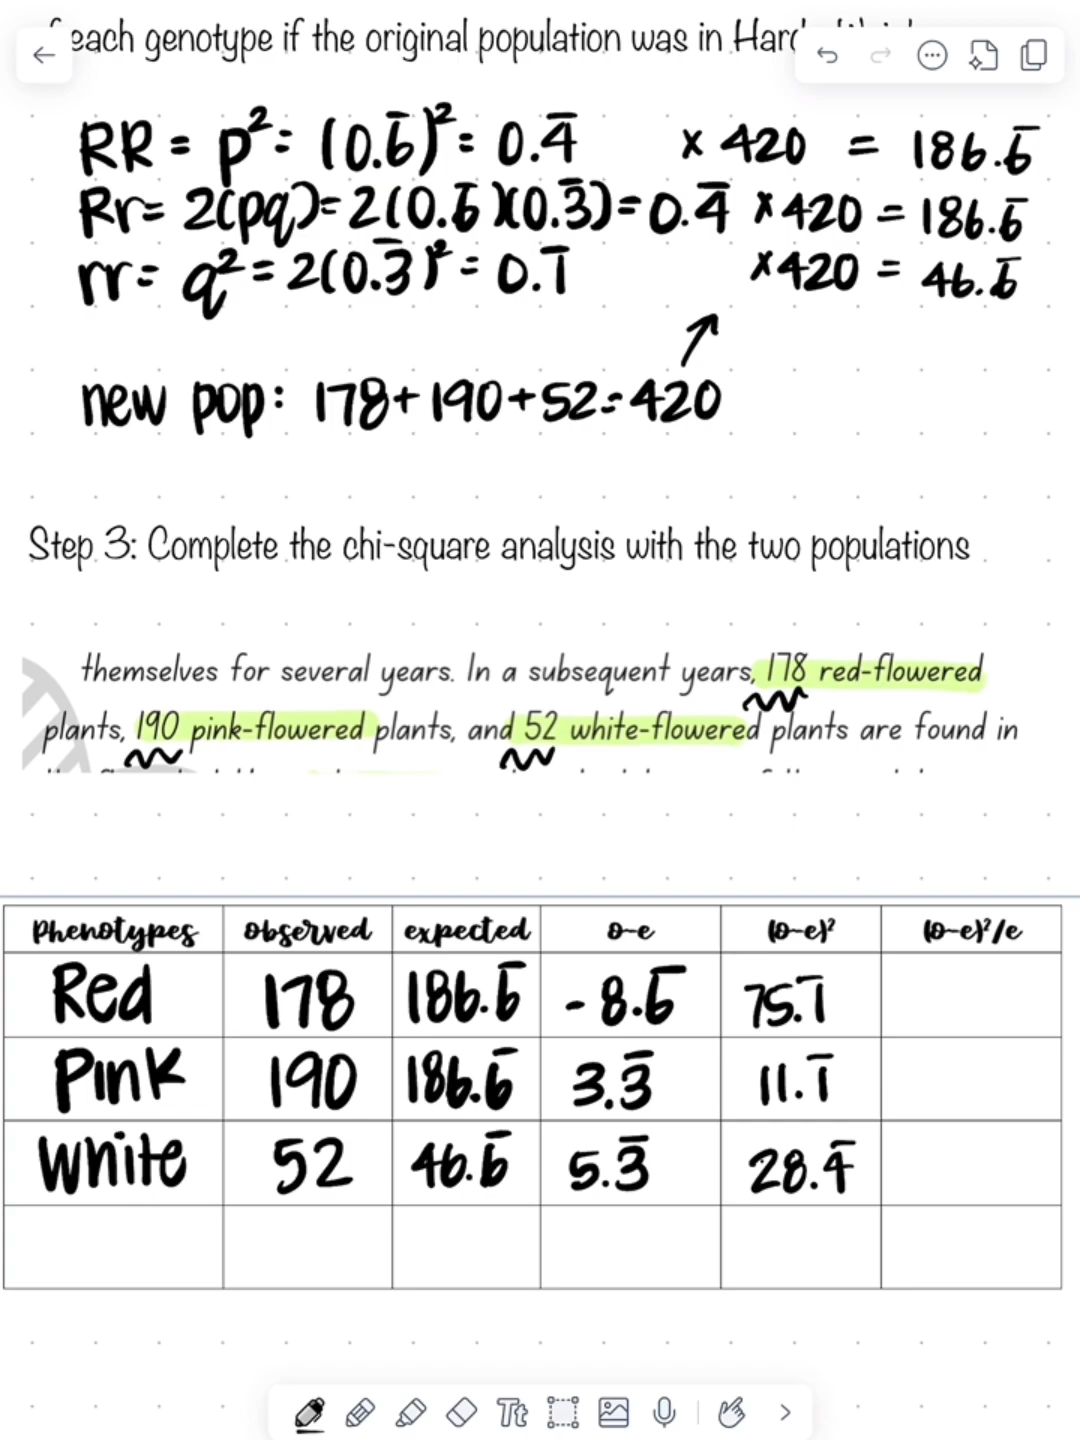 each genotype if the original population was in
RR = p² = (0.6̅)² = 0.4̅ x 420 = 186.6̅
Rr = 2(pq) = 2(0.6̅)(0.3̅) = 0.4̅ x 420 = 186.6̅
rr = q² = 2(0.3̅)² = 0.1̅ x 420 = 46.6̅
new pop: 178 + 190 + 52 = 420
Step 3: Complete the chi-square analysis with the two populations
themselves for several years. In a subsequent years, 178 red-flowered
plants, 190 pink-flowered plants, and 52 white-flowered plants are found in
Phenotypes observed expected o-e (o-e)² (o-e)²/e
Red 178 186.6̅ -8.6̅ 75.1̅
Pink 190 186.6̅ 3.3̅ 11.1̅
White 52 46.6̅ 5.3̅ 28.4̅
Tt